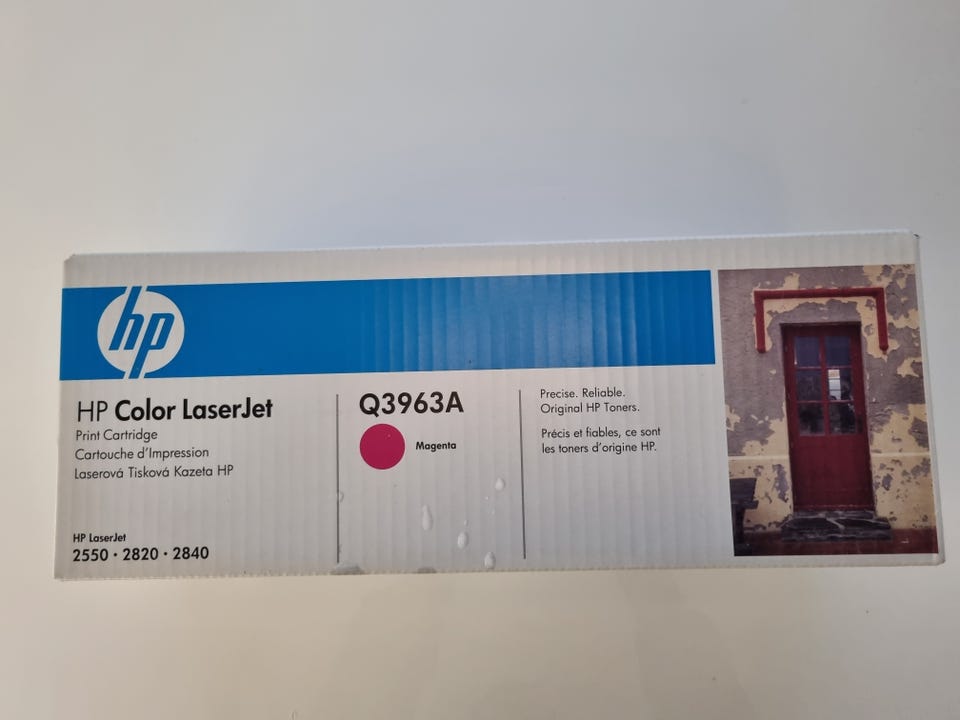 hp
HP Color LaserJet
Print Cartridge
Cartouche d'Impression
Laserová Tisková Kazeta HP
HP LaserJet
2550 · 2820 · 2840
Q3963A
Magenta
Precise. Reliable.
Original HP Toners.
Précis et fiables, ce sont
les toners d'origine HP.